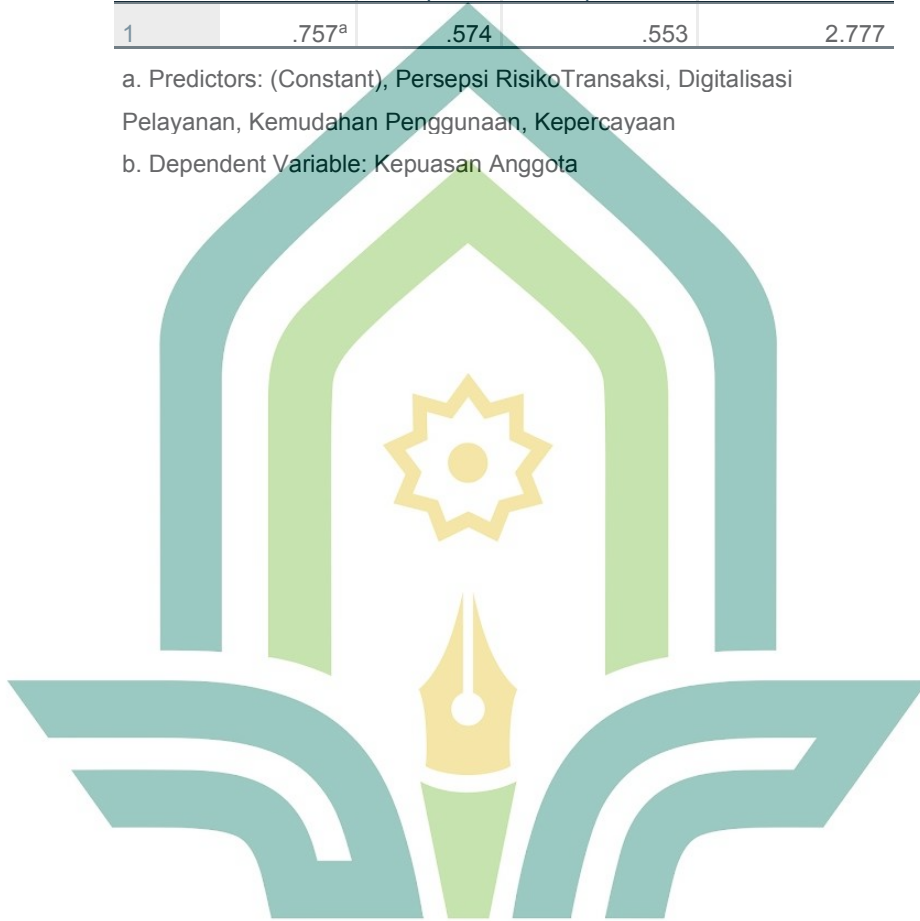 1 .757a .574 .553 2.777
a. Predictors: (Constant), Persepsi RisikoTransaksi, Digitalisasi
Pelayanan, Kemudahan Penggunaan, Kepercayaan
b. Dependent Variable: Kepuasan Anggota